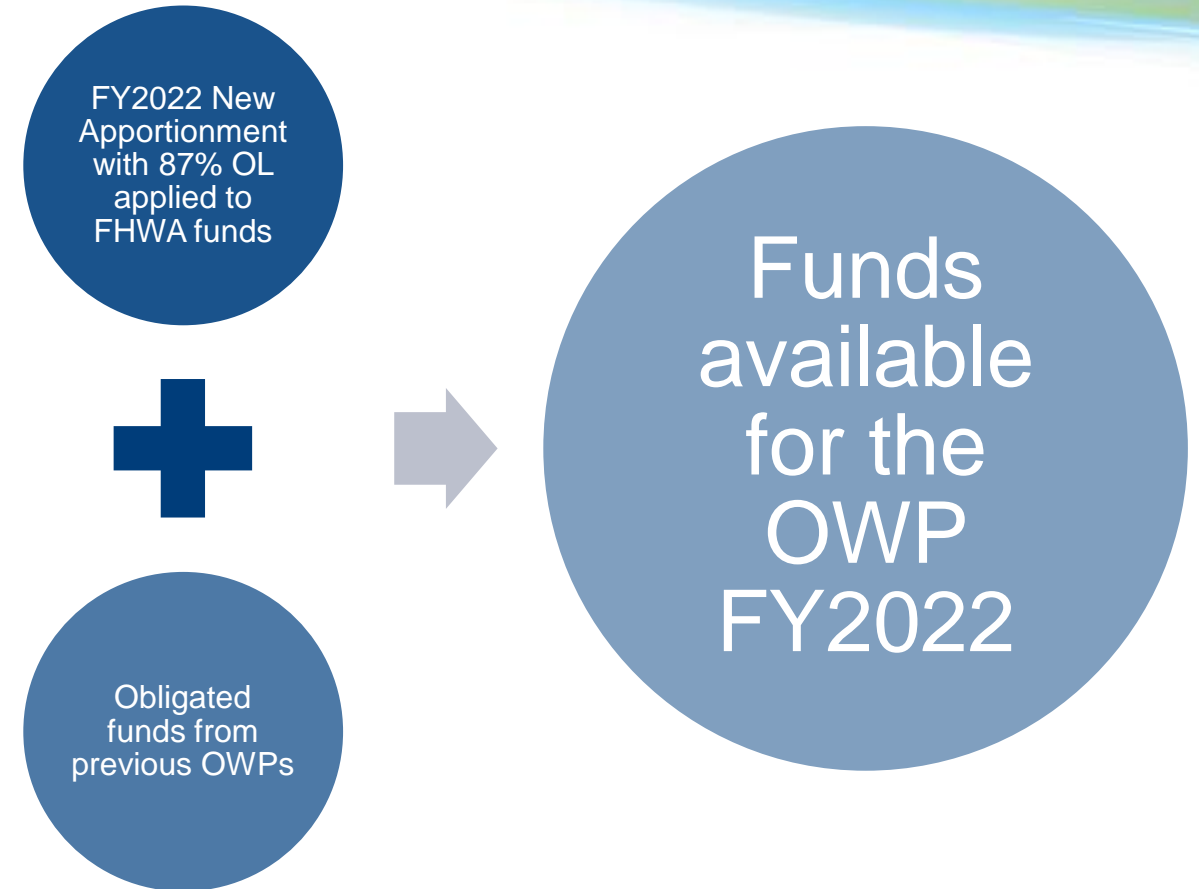 FY2022 New
Apportionment
with 87% OL
applied to
FHWA funds
Obligated
funds from
previous OWPs
Funds
available
for the
OWP
FY2022